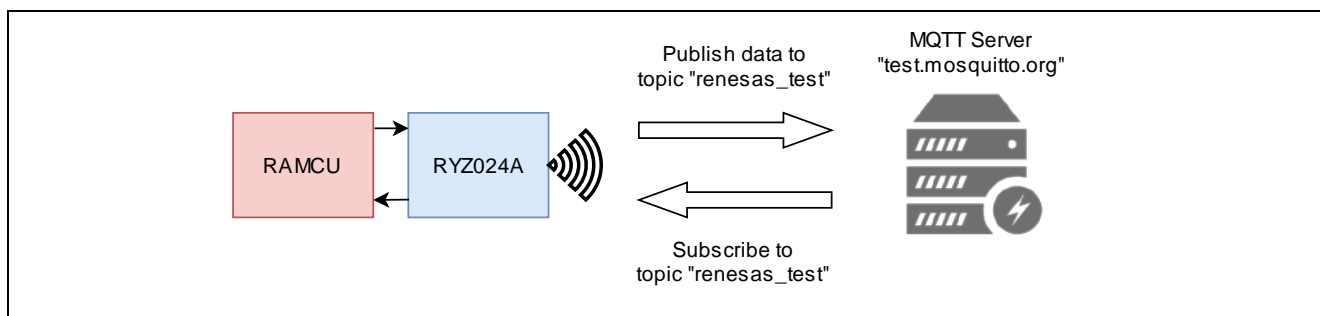 RAMCU
RYZ024A
Publish data to
topic "renesas_test"
Subscribe to
topic "renesas_test"
MQTT Server
"test.mosquitto.org"